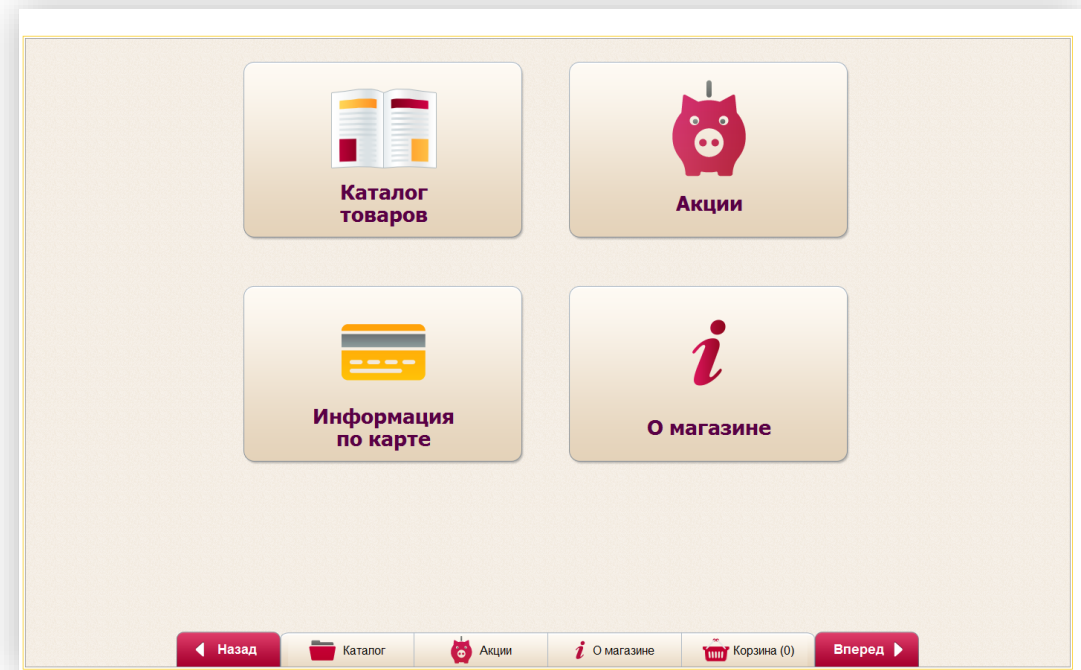 Каталог
товаров
Акции
Информация
по карте
О магазине
Назад
Каталог
Акции
О магазине
Корзина (0)
Вперед